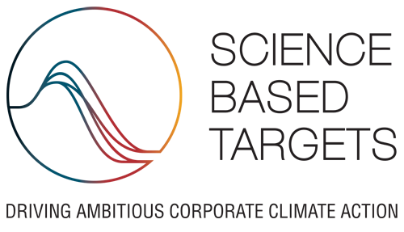 SCIENCE
BASED
TARGETS
DRIVING AMBITIOUS CORPORATE CLIMATE ACTION